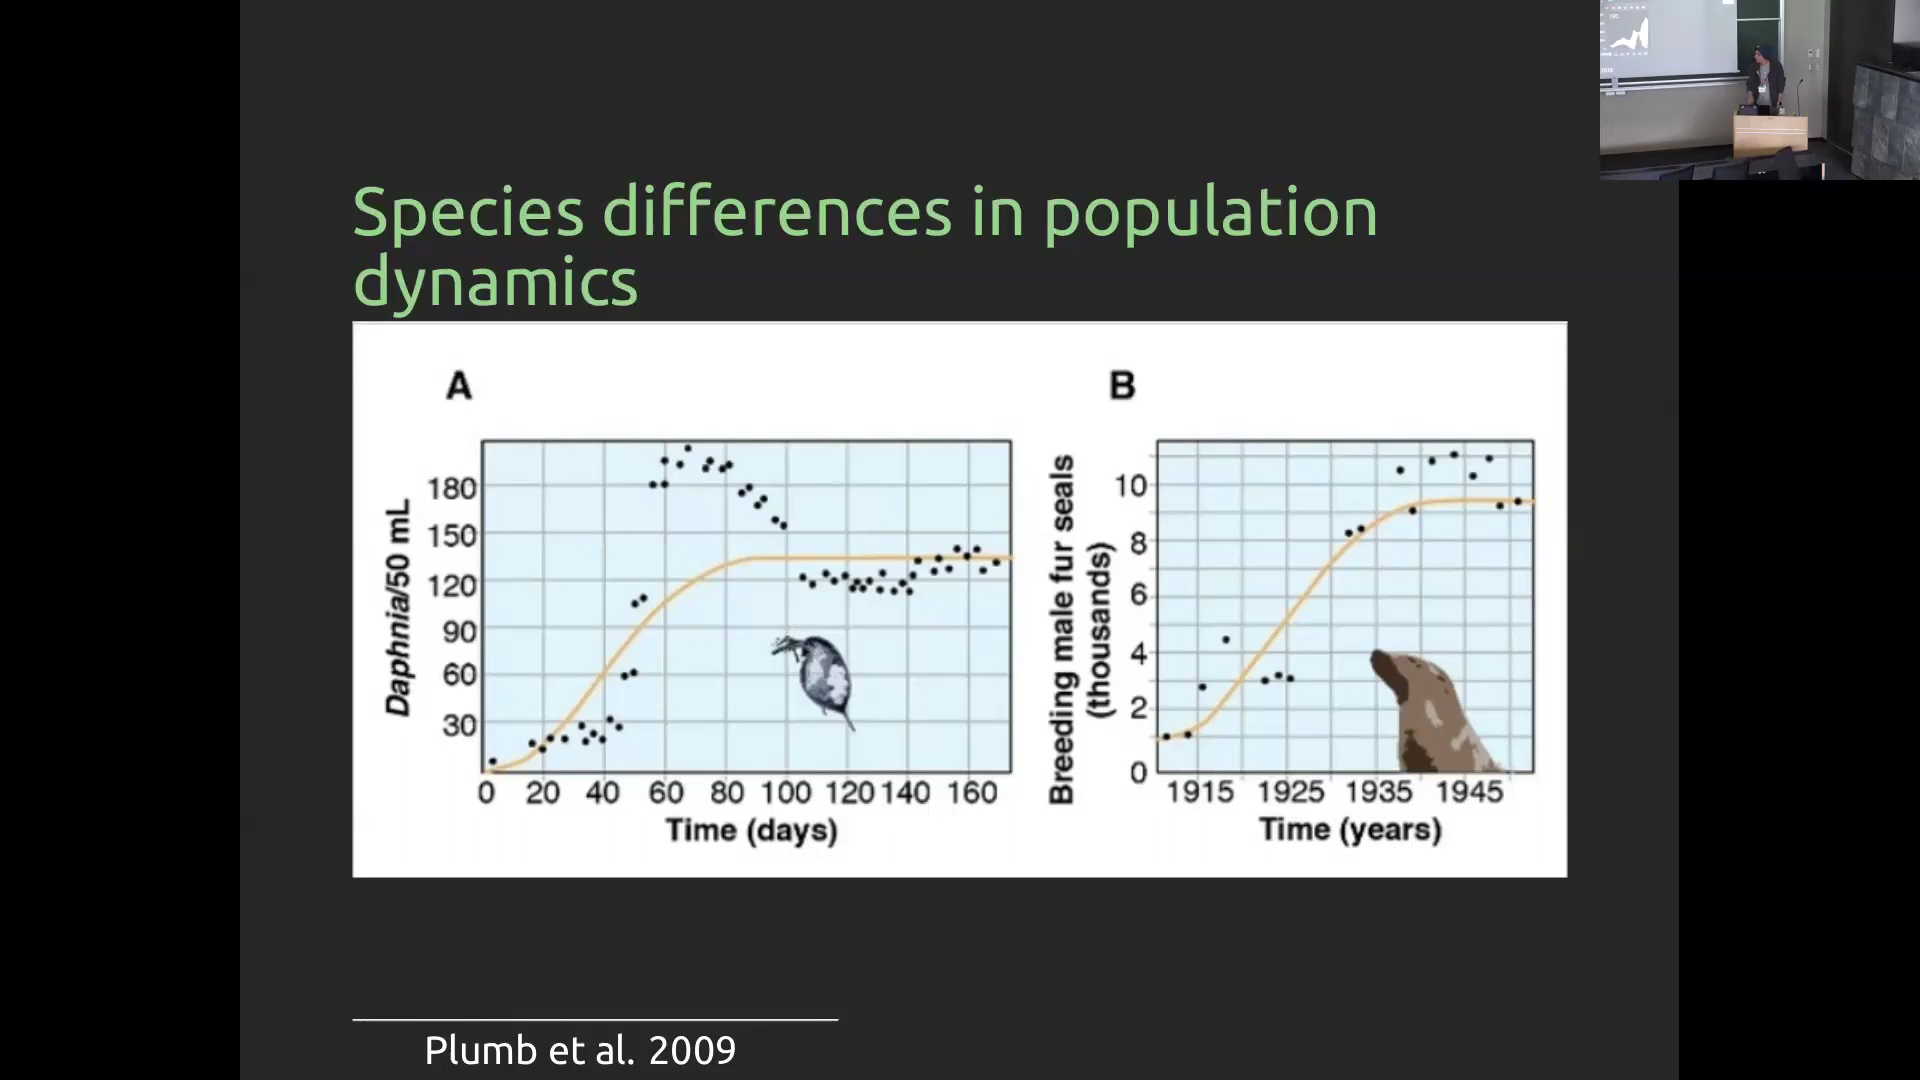 Species differences in population
dynamics
A
B
Daphnia/50 mL
180
150
120
90
60
30
0 20 40 60 80 100 120 140 160
Time (days)
Breeding male fur seals
(thousands)
10
8
6
4
2
0
1915 1925 1935 1945
Time (years)
Plumb et al. 2009